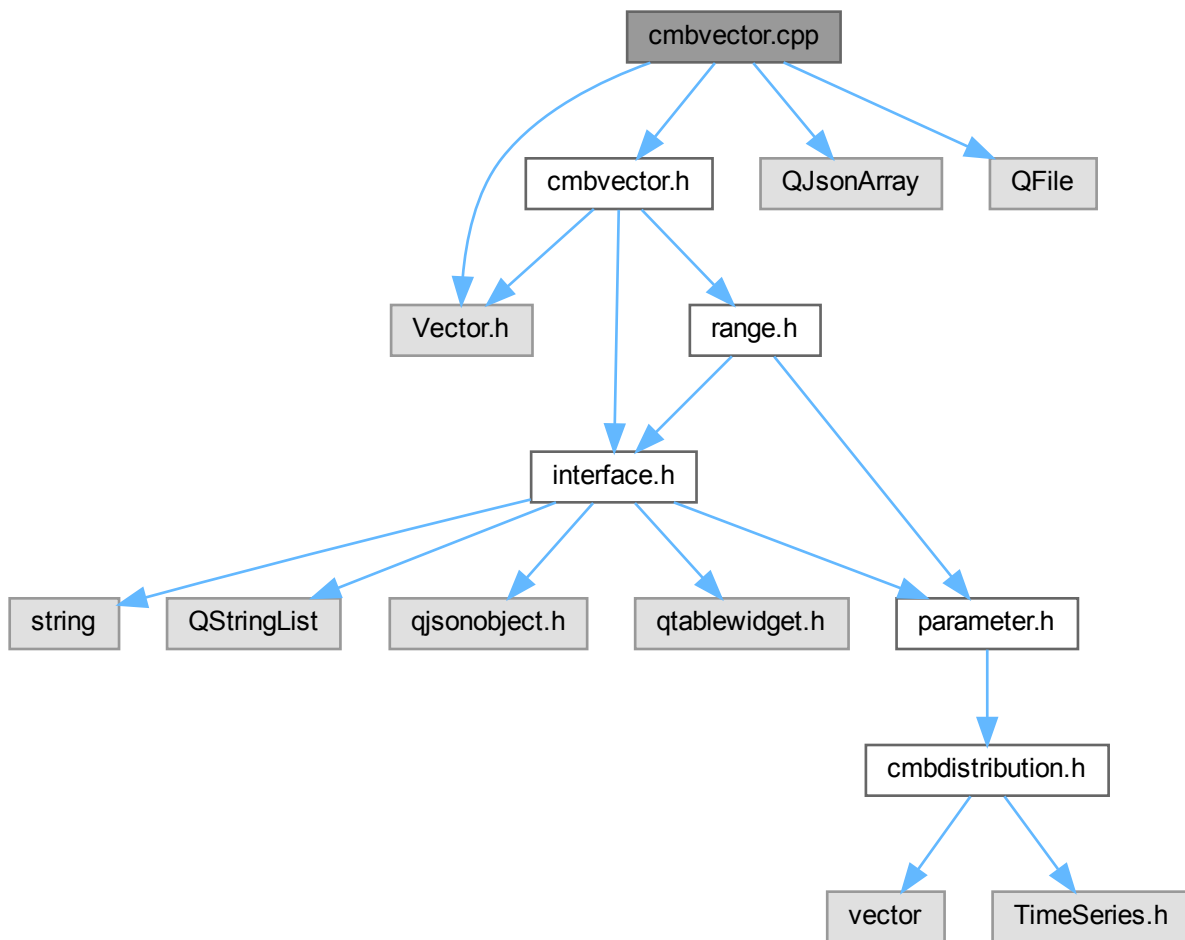 cmbvector.cpp
cmbvector.h
QJsonArray
QFile
Vector.h
range.h
interface.h
string
QStringList
qjsonobject.h
qtablewidget.h
parameter.h
cmbdistribution.h
vector
TimeSeries.h